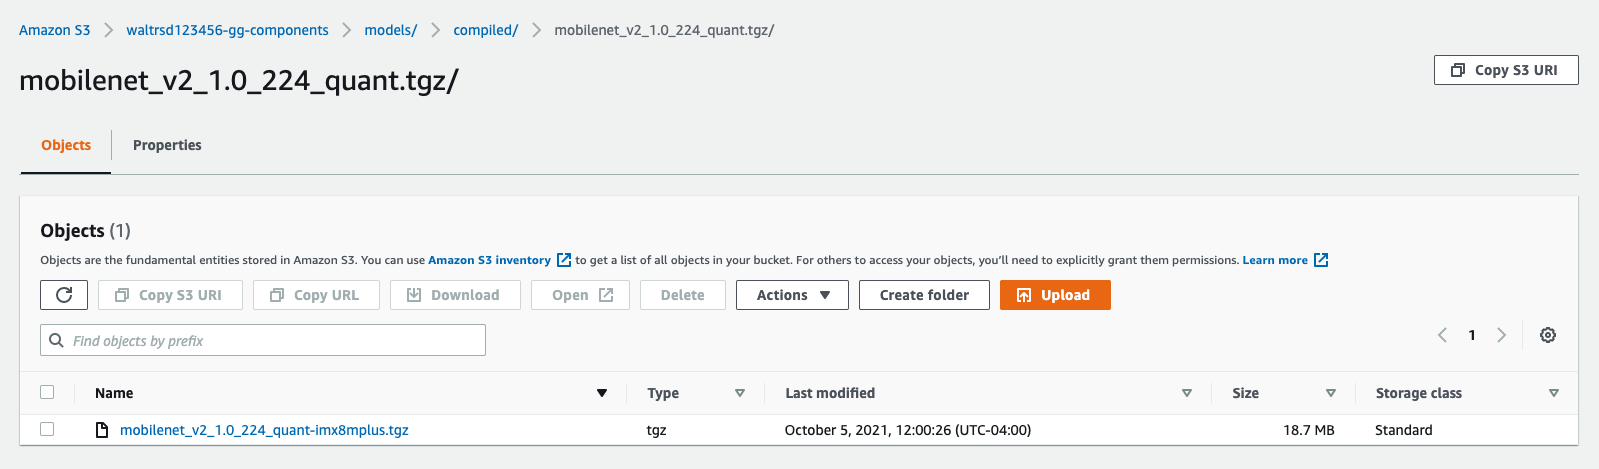 Amazon S3 > waltrsd123456-gg-components > models/ > compiled/ > mobilenet_v2_1.0_224_quant.tgz/
mobilenet_v2_1.0_224_quant.tgz/
Copy S3 URI
Objects Properties
Objects (1)
Objects are the fundamental entities stored in Amazon S3. You can use Amazon S3 inventory to get a list of all objects in your bucket. For others to access your objects, you'll need to explicitly grant them permissions. Learn more
Copy S3 URI Copy URL Download Open Delete Actions Create folder Upload
Find objects by prefix
1
Name Type Last modified Size Storage class
mobilenet_v2_1.0_224_quant-imx8mplus.tgz tgz October 5, 2021, 12:00:26 (UTC-04:00) 18.7 MB Standard